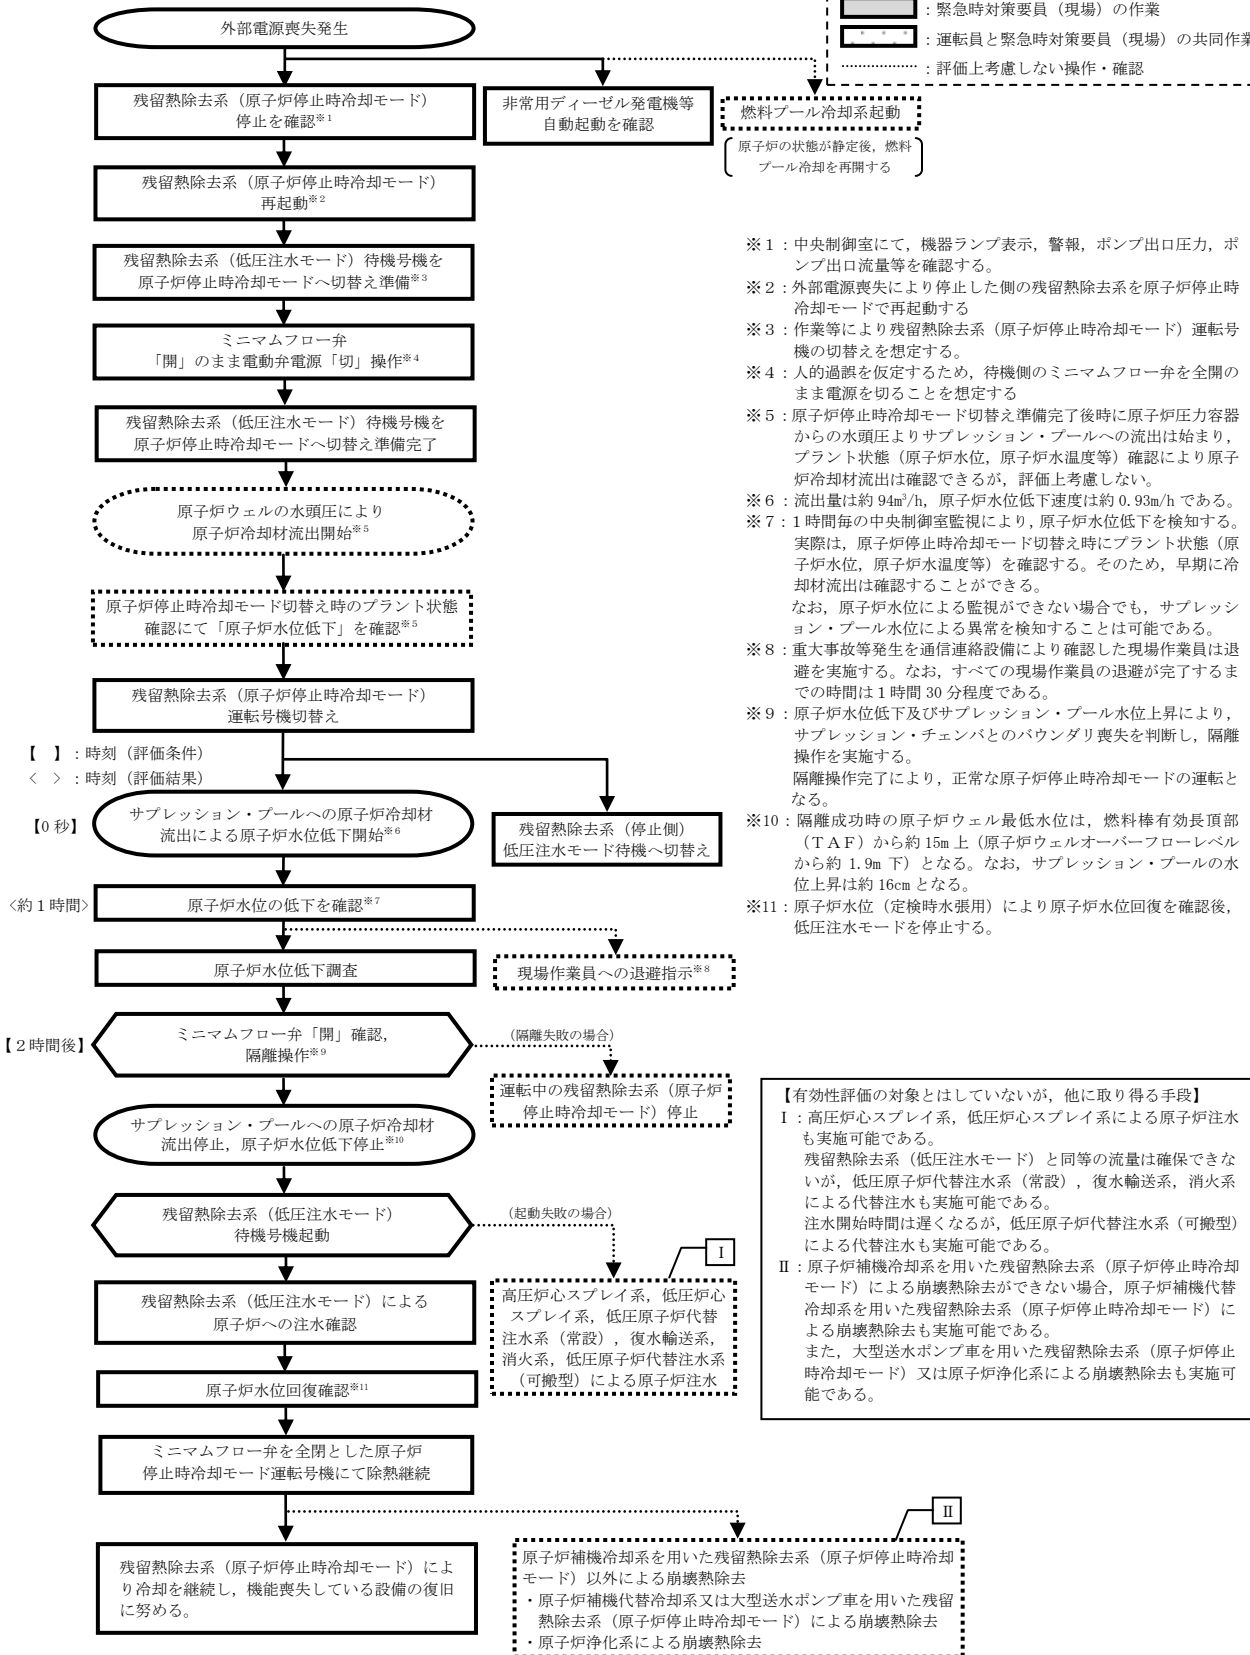 ：緊急時対策要員（現場）の作業
：運転員と緊急時対策要員（現場）の共同作業
：評価上考慮しない操作・確認
外部電源喪失発生
残留熱除去系（原子炉停止時冷却モード）
停止を確認※1
非常用ディーゼル発電機等
自動起動を確認
燃料プール冷却系起動
原子炉の状態が静定後，燃料
プール冷却を再開する
残留熱除去系（原子炉停止時冷却モード）
再起動※2
残留熱除去系（低圧注水モード）待機号機を
原子炉停止時冷却モードへ切替え準備※3
ミニマムフロー弁
「開」のまま電動弁電源「切」操作※4
残留熱除去系（低圧注水モード）待機号機を
原子炉停止時冷却モードへ切替え準備完了
原子炉ウェルの水頭圧により
原子炉冷却材流出開始※5
原子炉停止時冷却モード切替え時のプラント状態
確認にて「原子炉水位低下」を確認※5
残留熱除去系（原子炉停止時冷却モード）
運転号機切替え
【　】：時刻（評価条件）
＜　＞：時刻（評価結果）
【0秒】
サプレッション・プールへの原子炉冷却材
流出による原子炉水位低下開始※6
残留熱除去系（停止側）
低圧注水モード待機へ切替え
<約１時間>
原子炉水位の低下を確認※7
原子炉水位低下調査
現場作業員への退避指示※8
【２時間後】
ミニマムフロー弁「開」確認，
隔離操作※9
（隔離失敗の場合）
運転中の残留熱除去系（原子炉
停止時冷却モード）停止
サプレッション・プールへの原子炉冷却材
流出停止，原子炉水位低下停止※10
残留熱除去系（低圧注水モード）
待機号機起動
（起動失敗の場合）
Ⅰ
高圧炉心スプレイ系，低圧炉心
スプレイ系，低圧原子炉代替
注水系（常設），復水輸送系，
消火系，低圧原子炉代替注水系
（可搬型）による原子炉注水
残留熱除去系（低圧注水モード）による
原子炉への注水確認
原子炉水位回復確認※11
ミニマムフロー弁を全閉とした原子炉
停止時冷却モード運転号機にて除熱継続
Ⅱ
残留熱除去系（原子炉停止時冷却モード）によ
り冷却を継続し，機能喪失している設備の復旧
に努める。
原子炉補機冷却系を用いた残留熱除去系（原子炉停止時冷却
モード）以外による崩壊熱除去
・原子炉補機代替冷却系又は大型送水ポンプ車を用いた残留
熱除去系（原子炉停止時冷却モード）による崩壊熱除去
・原子炉浄化系による崩壊熱除去
※１：中央制御室にて，機器ランプ表示，警報，ポンプ出口圧力，ポ
ンプ出口流量等を確認する。
※２：外部電源喪失により停止した側の残留熱除去系を原子炉停止時
冷却モードで再起動する
※３：作業等により残留熱除去系（原子炉停止時冷却モード）運転号
機の切替えを想定する。
※４：人的過誤を仮定するため，待機側のミニマムフロー弁を全開の
まま電源を切ることを想定する
※５：原子炉停止時冷却モード切替え準備完了後時に原子炉圧力容器
からの水頭圧よりサプレッション・プールへの流出は始まり，
プラント状態（原子炉水位，原子炉水温度等）確認により原子
炉冷却材流出は確認できるが，評価上考慮しない。
※６：流出量は約 94m³/h，原子炉水位低下速度は約 0.93m/h である。
※７：１時間毎の中央制御室監視により，原子炉水位低下を検知する。
実際は，原子炉停止時冷却モード切替え時にプラント状態（原
子炉水位，原子炉水温度等）を確認する。そのため，早期に冷
却材流出は確認することができる。
なお，原子炉水位による監視ができない場合でも，サプレッシ
ョン・プール水位による異常を検知することは可能である。
※８：重大事故等発生を通信連絡設備により確認した現場作業員は退
避を実施する。なお，すべての現場作業員の退避が完了するま
での時間は１時間 30 分程度である。
※９：原子炉水位低下及びサプレッション・プール水位上昇により，
サプレッション・チェンバとのバウンダリ喪失を判断し，隔離
操作を実施する。
隔離操作完了により，正常な原子炉停止時冷却モードの運転と
なる。
※10：隔離成功時の原子炉ウェル最低水位は，燃料棒有効長頂部
（ＴＡＦ）から約 15m 上（原子炉ウェルオーバーフローレベル
から約 1.9m 下）となる。なお，サプレッション・プールの水
位上昇は約 16cm となる。
※11：原子炉水位（定検時水張用）により原子炉水位回復を確認後，
低圧注水モードを停止する。
【有効性評価の対象とはしていないが，他に取り得る手段】
Ⅰ：高圧炉心スプレイ系，低圧炉心スプレイ系による原子炉注水
も実施可能である。
残留熱除去系（低圧注水モード）と同等の流量は確保できな
いが，低圧原子炉代替注水系（常設），復水輸送系，消火系
による代替注水も実施可能である。
注水開始時間は遅くなるが，低圧原子炉代替注水系（可搬型）
による代替注水も実施可能である。
Ⅱ：原子炉補機冷却系を用いた残留熱除去系（原子炉停止時冷却
モード）による崩壊熱除去ができない場合，原子炉補機代替
冷却系を用いた残留熱除去系（原子炉停止時冷却モード）に
よる崩壊熱除去も実施可能である。
また，大型送水ポンプ車を用いた残留熱除去系（原子炉停止
時冷却モード）又は原子炉浄化系による崩壊熱除去も実施可
能である。